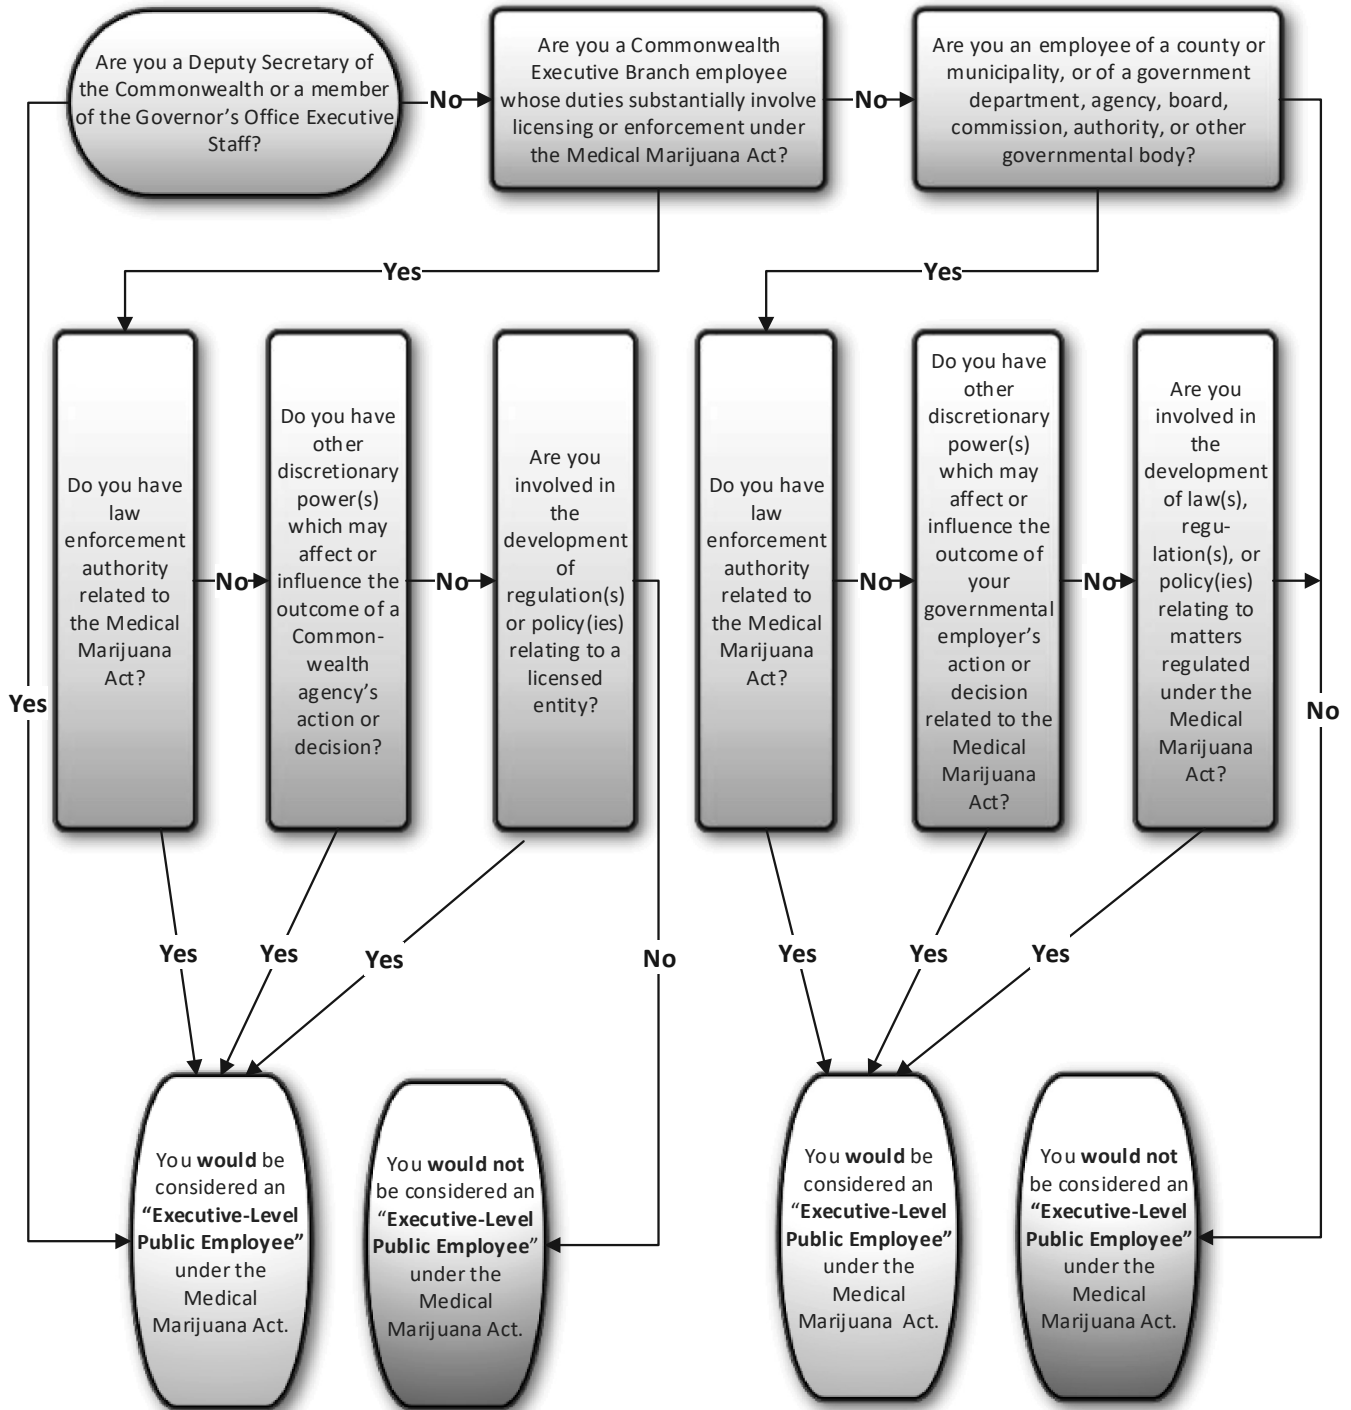 Are you a Deputy Secretary of
the Commonwealth or a member
of the Governor’s Office Executive
Staff?
No
Are you a Commonwealth
Executive Branch employee
whose duties substantially involve
licensing or enforcement under
the Medical Marijuana Act?
No
Are you an employee of a county or
municipality, or of a government
department, agency, board,
commission, authority, or other
governmental body?
Yes
Yes
Do you have
law
enforcement
authority
related to
the Medical
Marijuana
Act?
No
Do you have
other
discretionary
power(s)
which may
affect or
influence the
outcome of a
Common-
wealth
agency’s
action or
decision?
No
Are you
involved in
the
development
of
regulation(s)
or policy(ies)
relating to a
licensed
entity?
Do you have
law
enforcement
authority
related to
the Medical
Marijuana
Act?
No
Do you have
other
discretionary
power(s)
which may
affect or
influence the
outcome of
your
governmental
employer’s
action or
decision
related to the
Medical
Marijuana
Act?
No
Are you
involved in
the
development
of law(s),
regu-
lation(s), or
policy(ies)
relating to
matters
regulated
under the
Medical
Marijuana
Act?
Yes
No
Yes
Yes
Yes
No
Yes
Yes
Yes
You would be
considered an
“Executive-Level
Public Employee”
under the
Medical
Marijuana Act.
You would not
be considered an
“Executive-Level
Public Employee”
under the
Medical
Marijuana Act.
You would be
considered an
“Executive-Level
Public Employee”
under the
Medical
Marijuana Act.
You would not
be considered an
“Executive-Level
Public Employee”
under the
Medical
Marijuana Act.